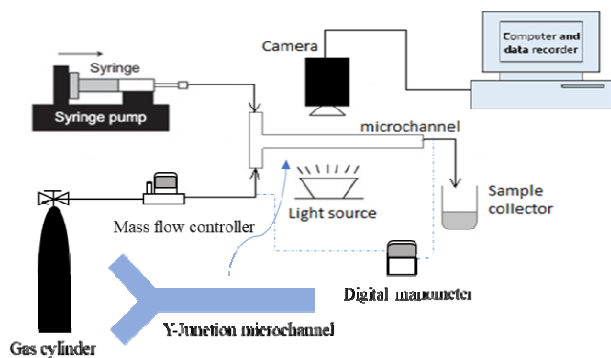 Camera
Computer and
data recorder
Syringe
Syringe pump
microchannel
Light source
Sample
collector
Mass flow controller
Digital manometer
Y-Junction microchannel
Gas cylinder